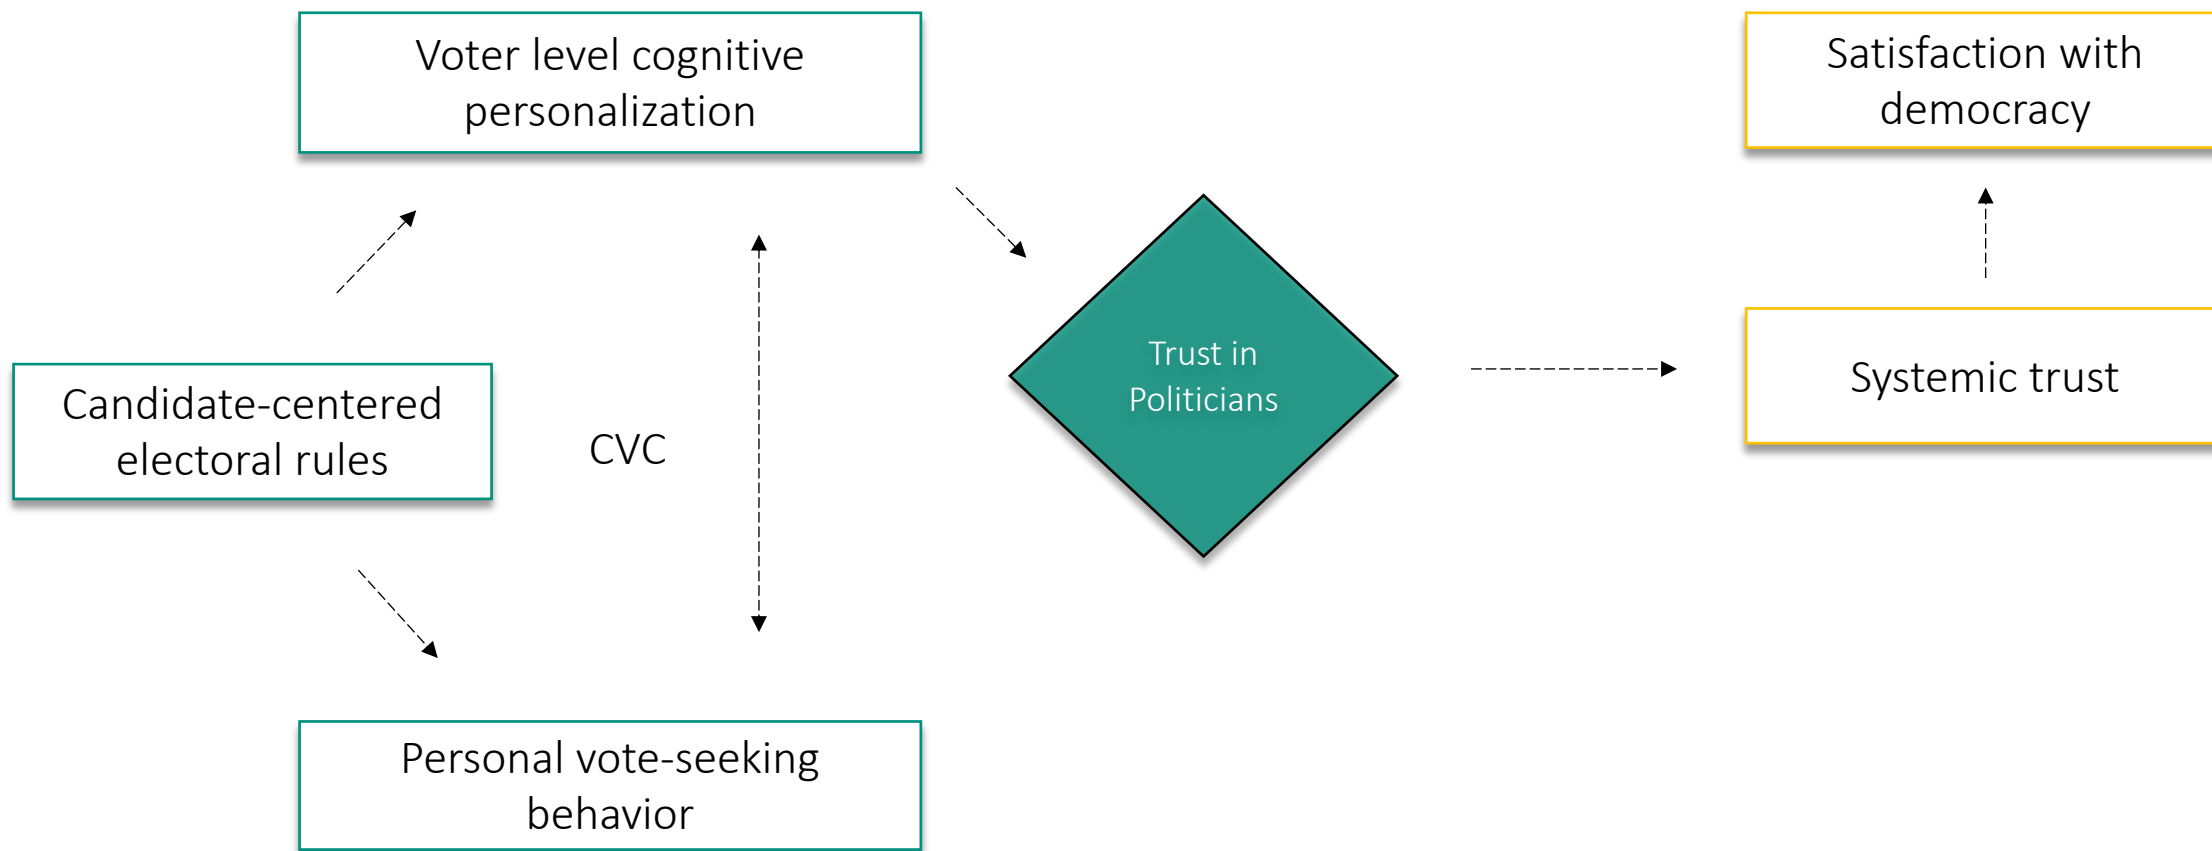 Voter level cognitive
personalization
Satisfaction with
democracy
Trust in
Politicians
Candidate-centered
electoral rules
CVC
Systemic trust
Personal vote-seeking
behavior